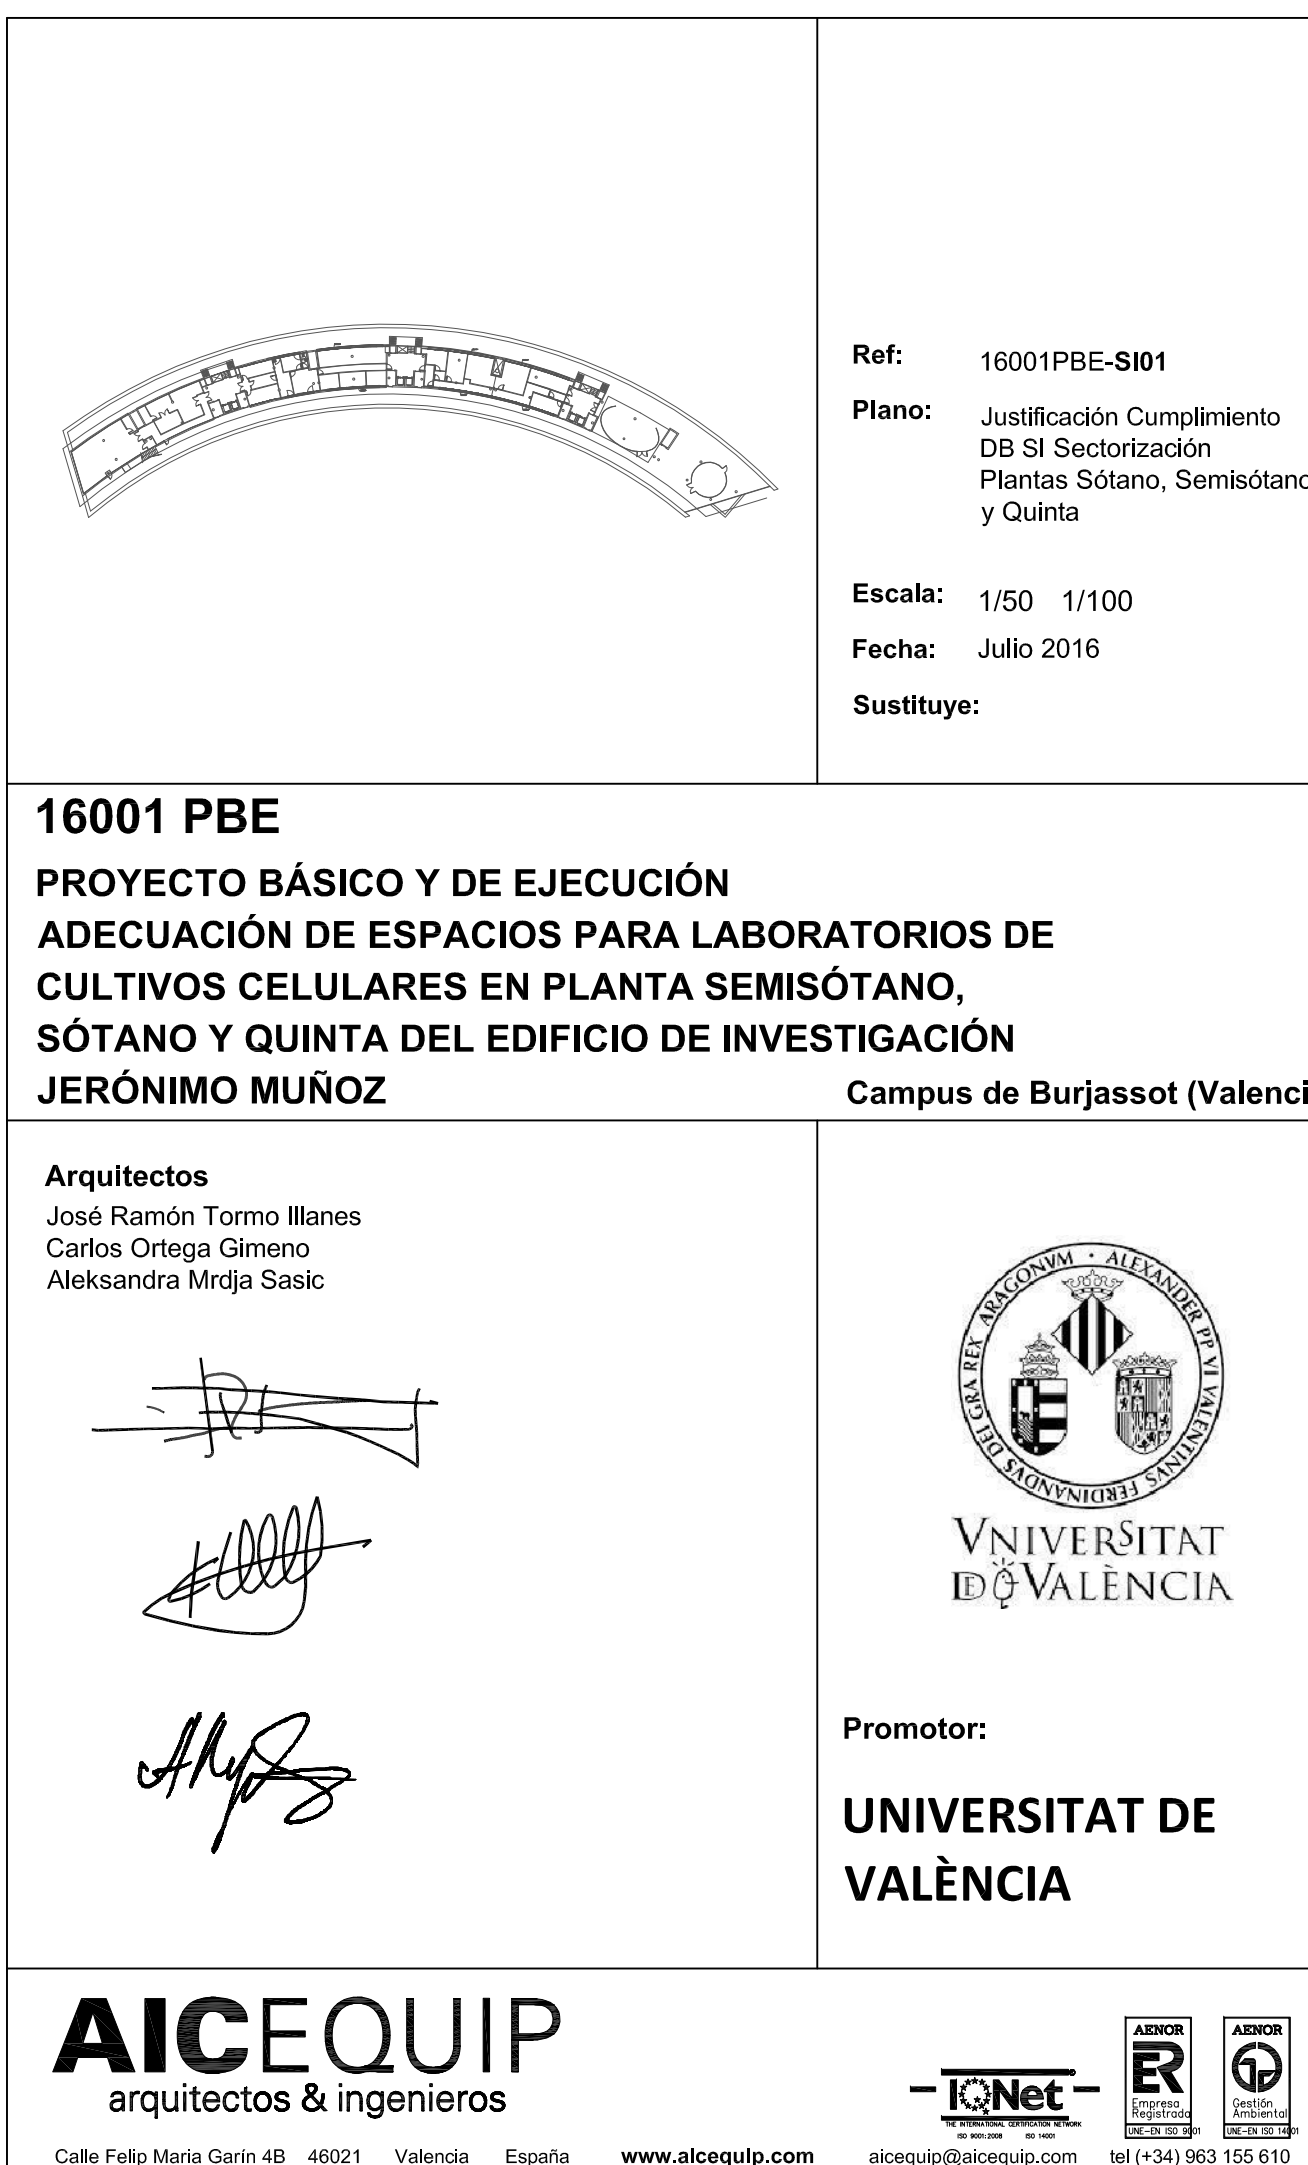 Ref: 16001PBE-SI01
Plano: Justificación Cumplimiento
DB SI Sectorización
Plantas Sótano, Semisótano
y Quinta
Escala: 1/50 1/100
Fecha: Julio 2016
Sustituye:
16001 PBE
PROYECTO BÁSICO Y DE EJECUCIÓN
ADECUACIÓN DE ESPACIOS PARA LABORATORIOS DE
CULTIVOS CELULARES EN PLANTA SEMISÓTANO,
SÓTANO Y QUINTA DEL EDIFICIO DE INVESTIGACIÓN
JERÓNIMO MUÑOZ Campus de Burjassot (Valenci
Arquitectos
José Ramón Tormo Illanes
Carlos Ortega Gimeno
Aleksandra Mrdja Sasic
FERDINANDVS DEI GRA REX ARAGONVM · ALEXANDER PP VI VALENTINVS
VNIVERSITAT
DE VALÈNCIA
Promotor:
UNIVERSITAT DE
VALÈNCIA
AICEQUIP
arquitectos & ingenieros
IQNet
THE INTERNATIONAL CERTIFICATION NETWORK
ISO 9001:2008 ISO 14001
AENOR
ER
Empresa
Registrada
UNE-EN ISO 9001
AENOR
Gestión
Ambiental
UNE-EN ISO 14001
Calle Felip Maria Garín 4B 46021 Valencia España www.aicequip.com aicequip@aicequip.com tel (+34) 963 155 610